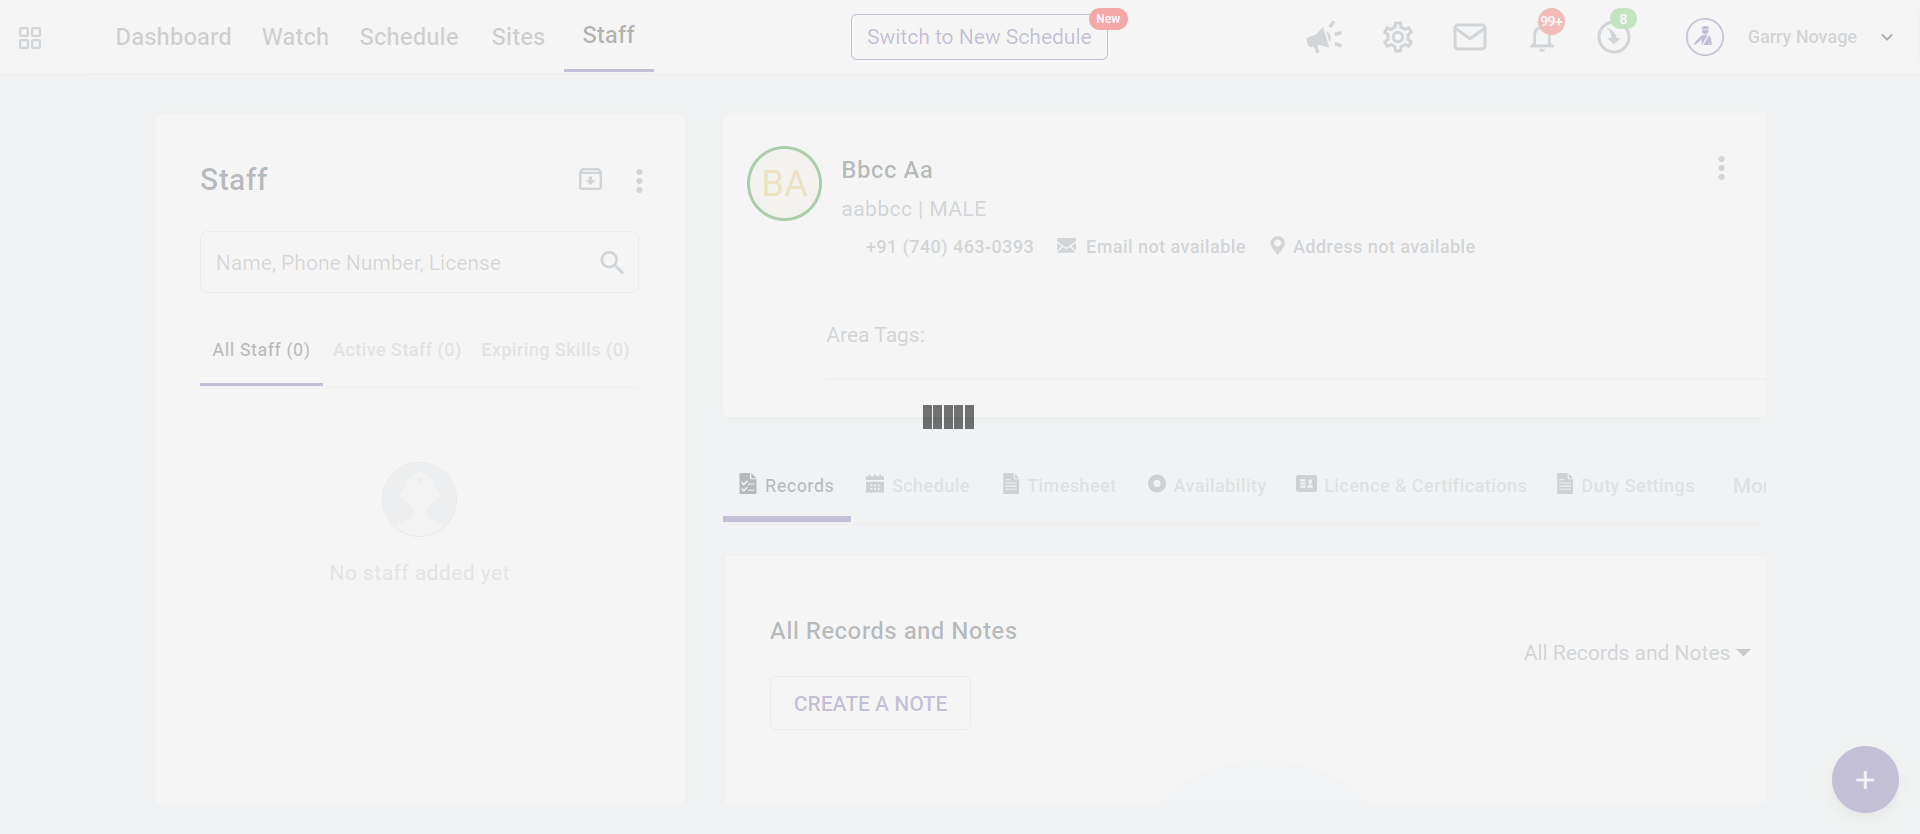 Dashboard Watch Schedule Sites Staff Switch to New Schedule New 99+ 8 Garry Novage
Staff
Name, Phone Number, License
All Staff (0) Active Staff (0) Expiring Skills (0)
No staff added yet
BA
Bbcc Aa
aabbcc | MALE
+91 (740) 463-0393 Email not available Address not available
Area Tags:
Records Schedule Timesheet Availability Licence & Certifications Duty Settings Mor
All Records and Notes
All Records and Notes
CREATE A NOTE
+